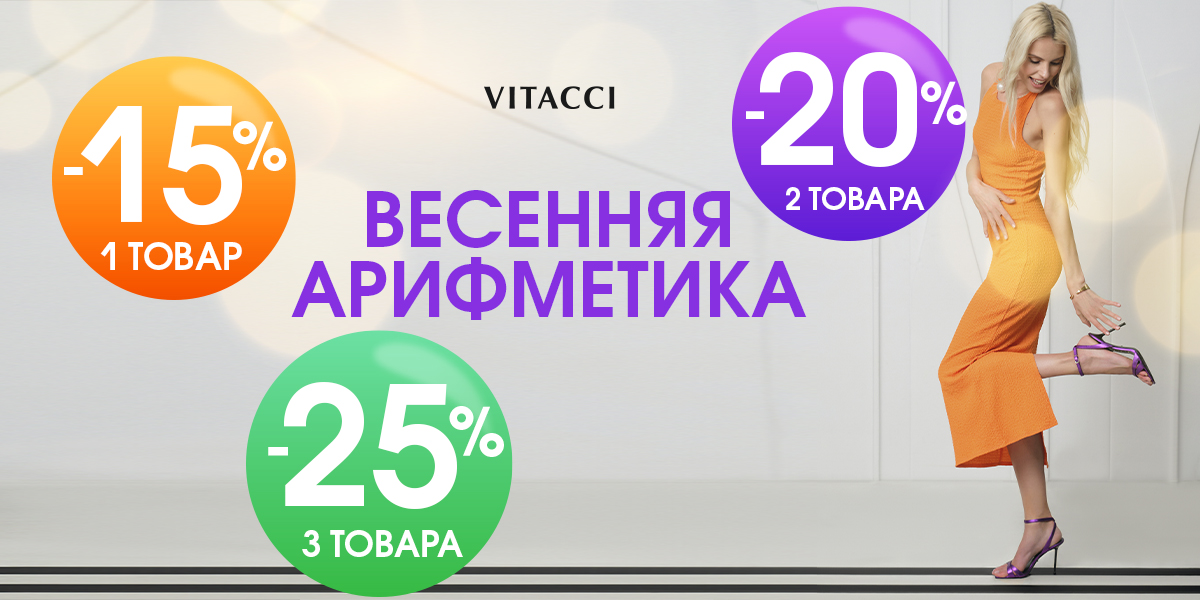 VITACCI
ВЕСЕННЯЯ
АРИФМЕТИКА
-15%
1 ТОВАР
-20%
2 ТОВАРА
-25%
3 ТОВАРА